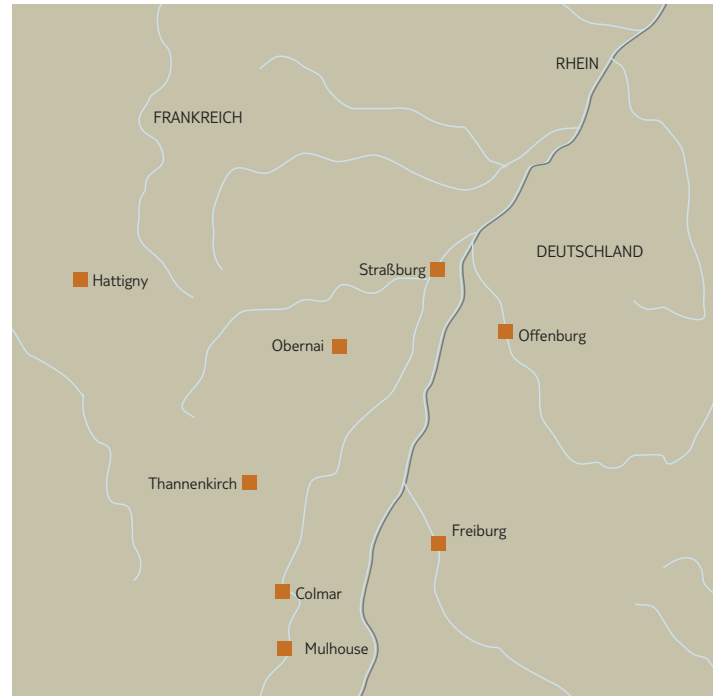 RHEIN
FRANKREICH
DEUTSCHLAND
Straßburg
Hattigny
Offenburg
Obernai
Thannenkirch
Freiburg
Colmar
Mulhouse